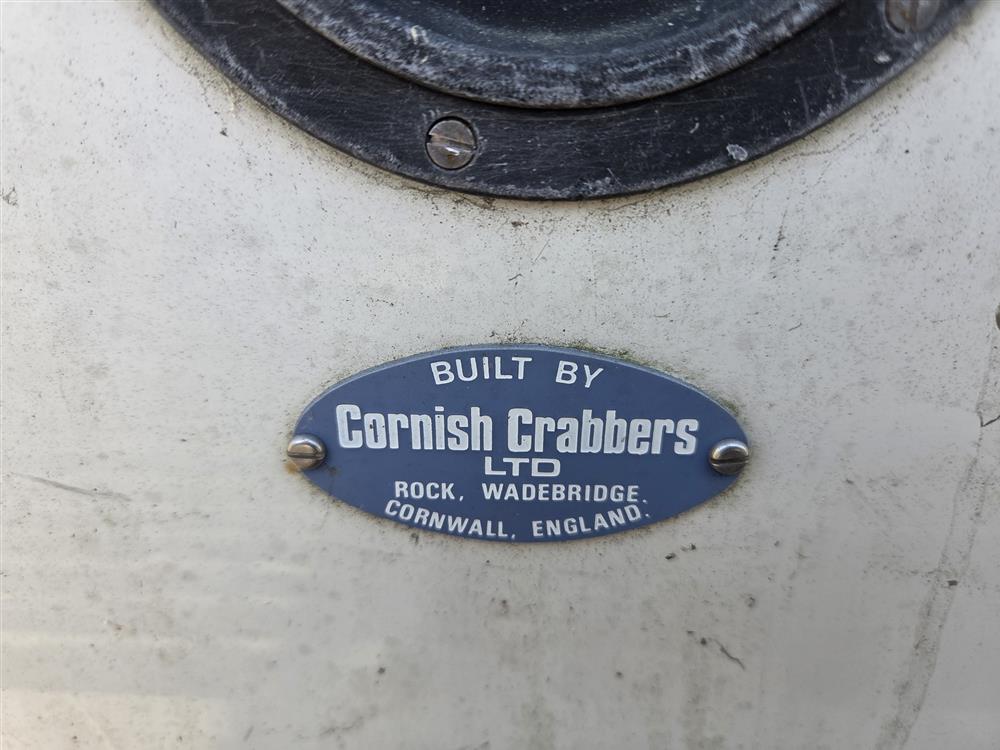 BUILT BY
Cornish Crabbers
LTD
ROCK, WADEBRIDGE.
CORNWALL, ENGLAND.